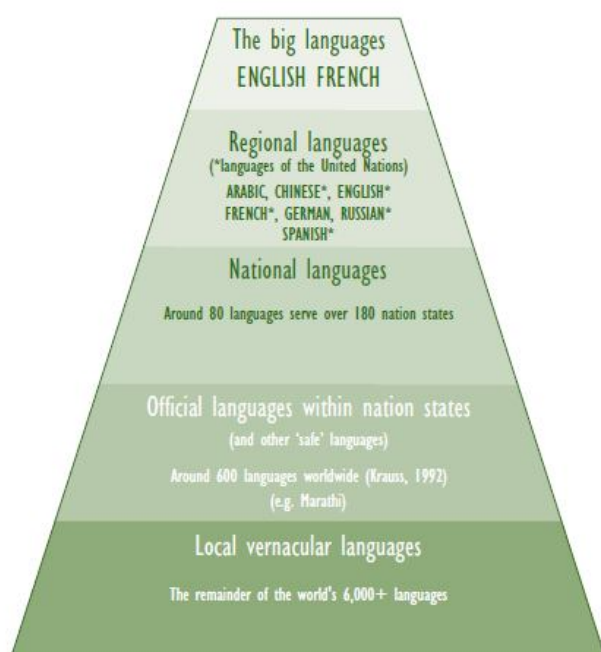 The big languages
ENGLISH FRENCH
Regional languages
(*languages of the United Nations)
ARABIC, CHINESE*, ENGLISH*
FRENCH*, GERMAN, RUSSIAN*
SPANISH*
National languages
Around 80 languages serve over 180 nation states
Official languages within nation states
(and other ‘safe’ languages)
Around 600 languages worldwide (Krauss, 1992)
(e.g. Marathi)
Local vernacular languages
The remainder of the world's 6,000+ languages